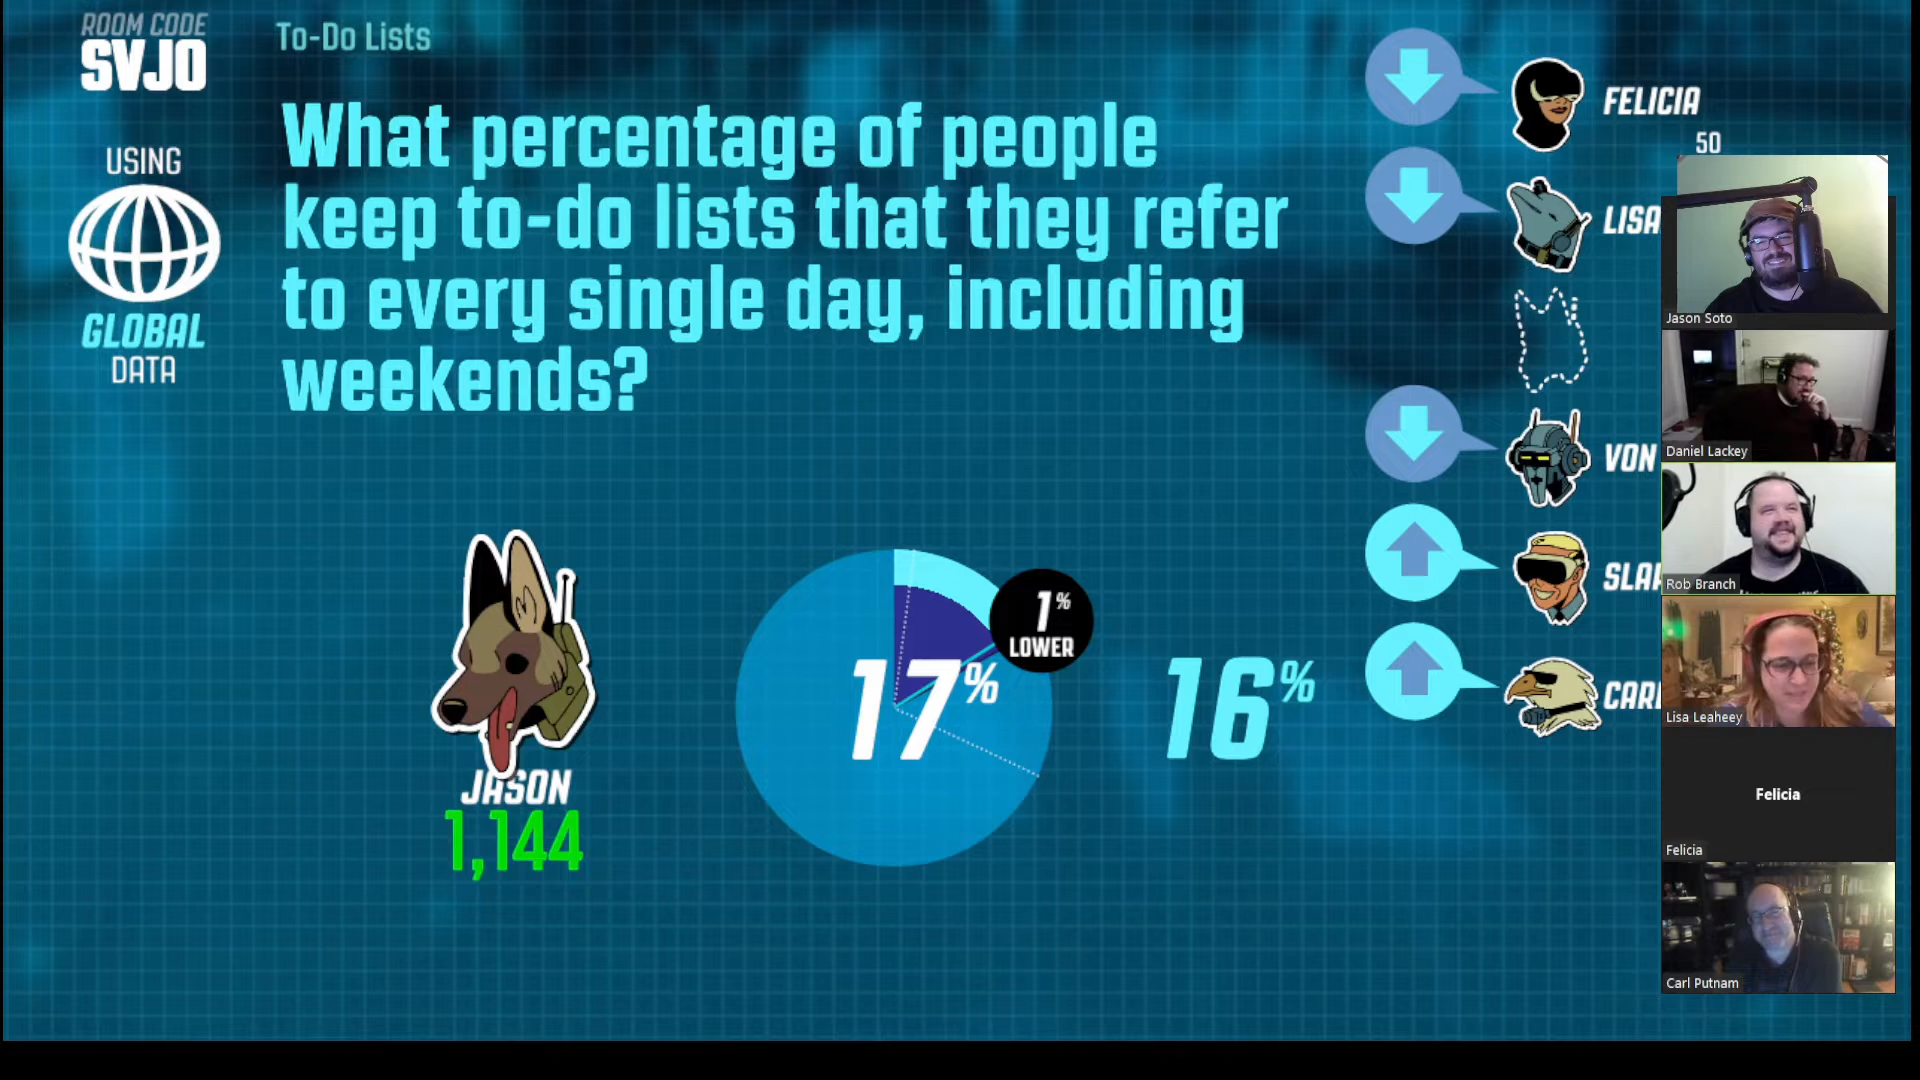 ROOM CODE
SVJO
USING
GLOBAL
DATA
To-Do Lists
What percentage of people
keep to-do lists that they refer
to every single day, including
weekends?
JASON
1,144
17%
1%
LOWER
16%
FELICIA
50
LISA
VON
CAR
Jason Soto
Daniel Lackey
Rob Branch
Lisa Leaheey
Felicia
Felicia
Carl Putnam